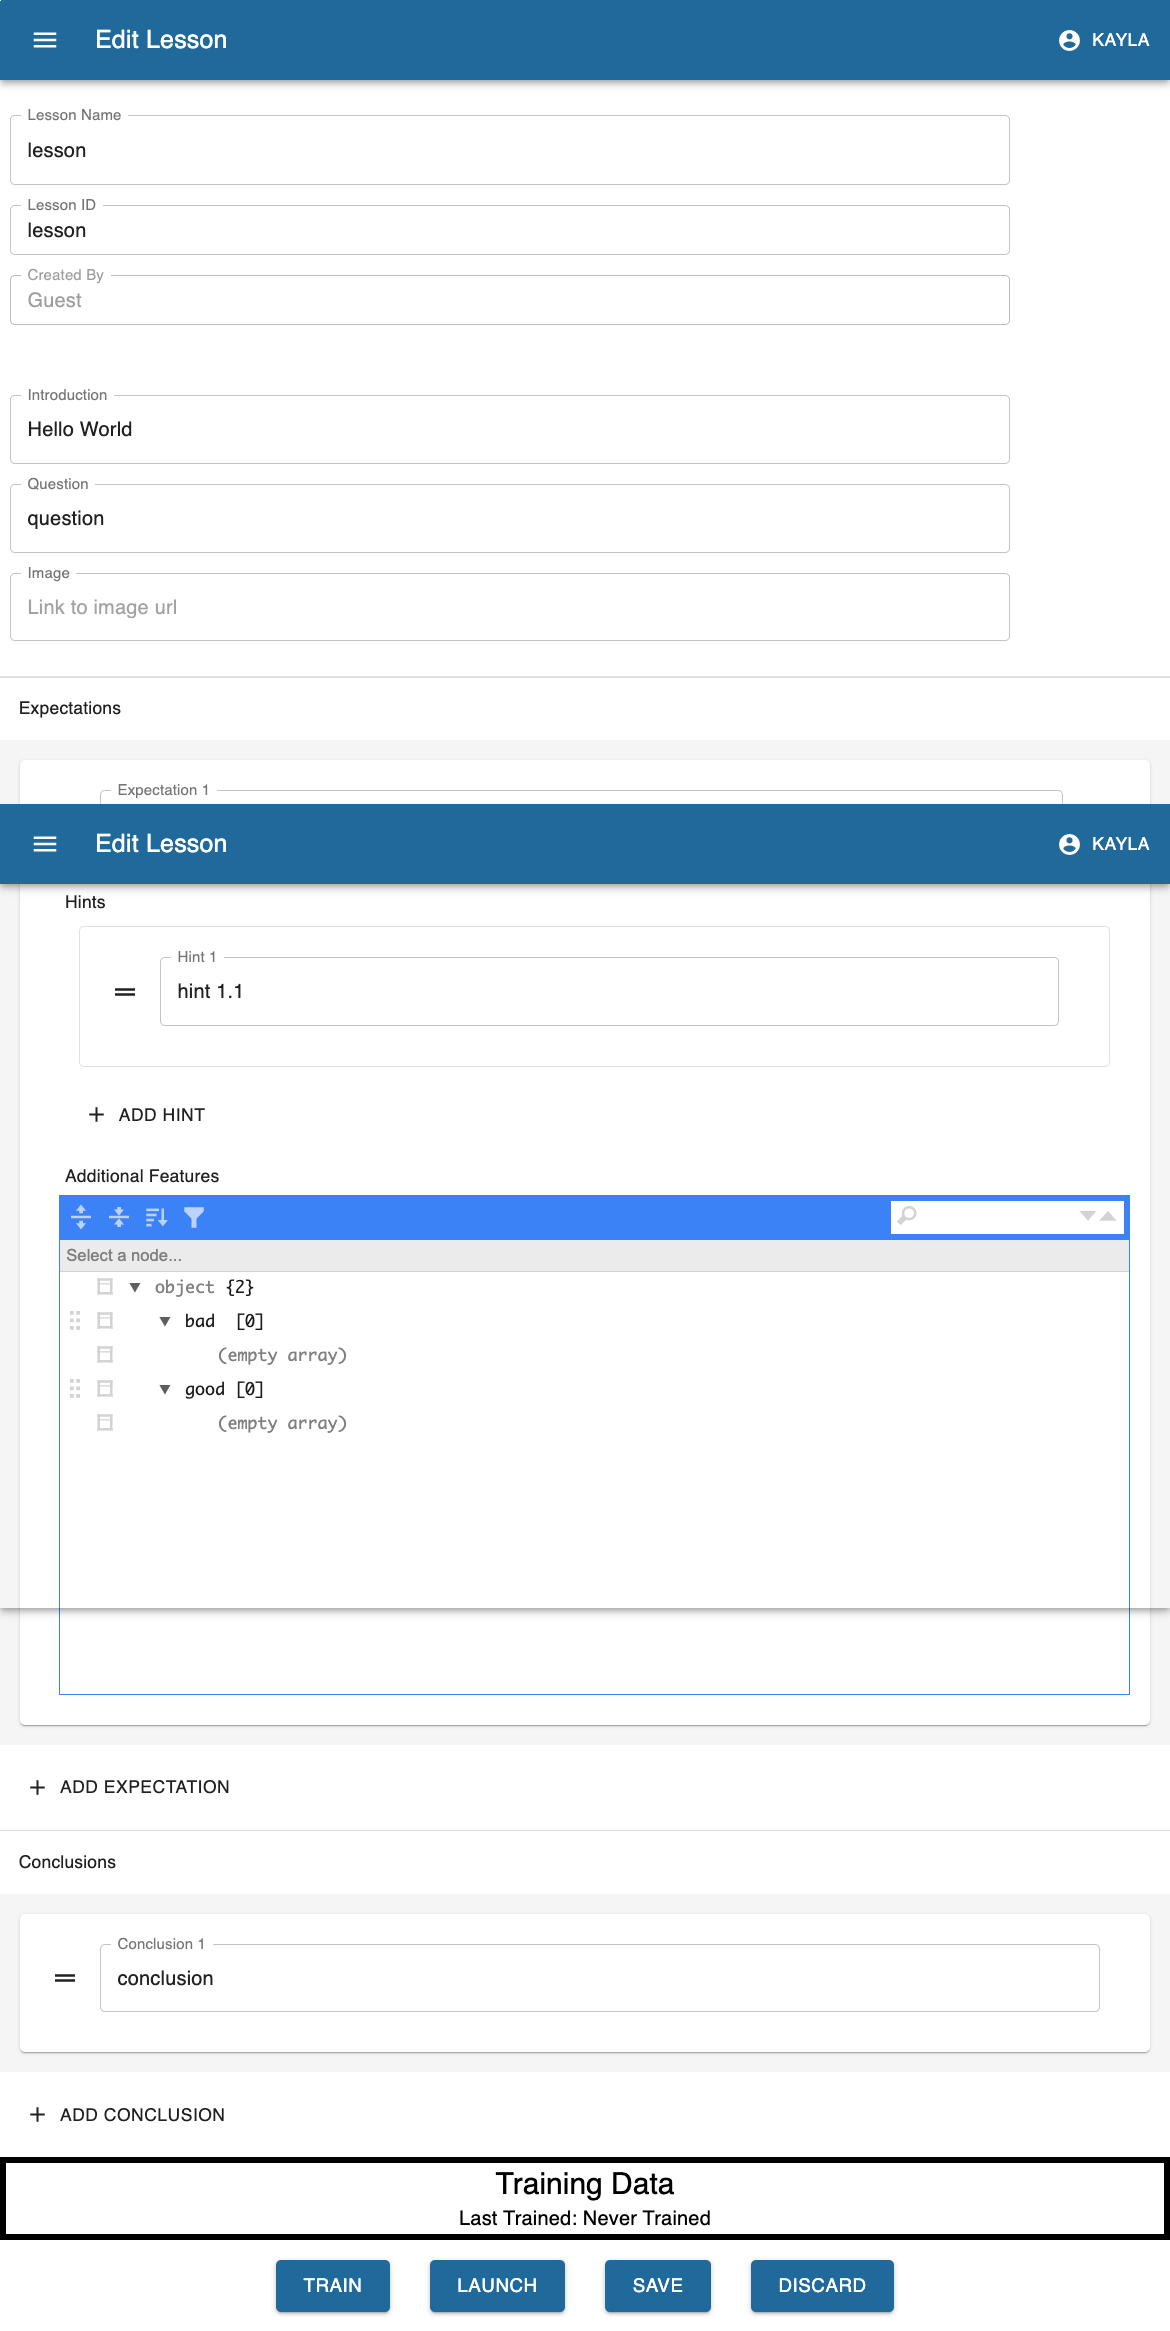 Edit Lesson
KAYLA
Lesson Name
lesson
Lesson ID
lesson
Created By
Guest
Introduction
Hello World
Question
question
Image
Link to image url
Expectations
Expectation 1
Edit Lesson
KAYLA
Hints
Hint 1
hint 1.1
ADD HINT
Additional Features
Select a node...
object {2}
bad [0]
(empty array)
good [0]
(empty array)
ADD EXPECTATION
Conclusions
Conclusion 1
conclusion
ADD CONCLUSION
Training Data
Last Trained: Never Trained
TRAIN
LAUNCH
SAVE
DISCARD